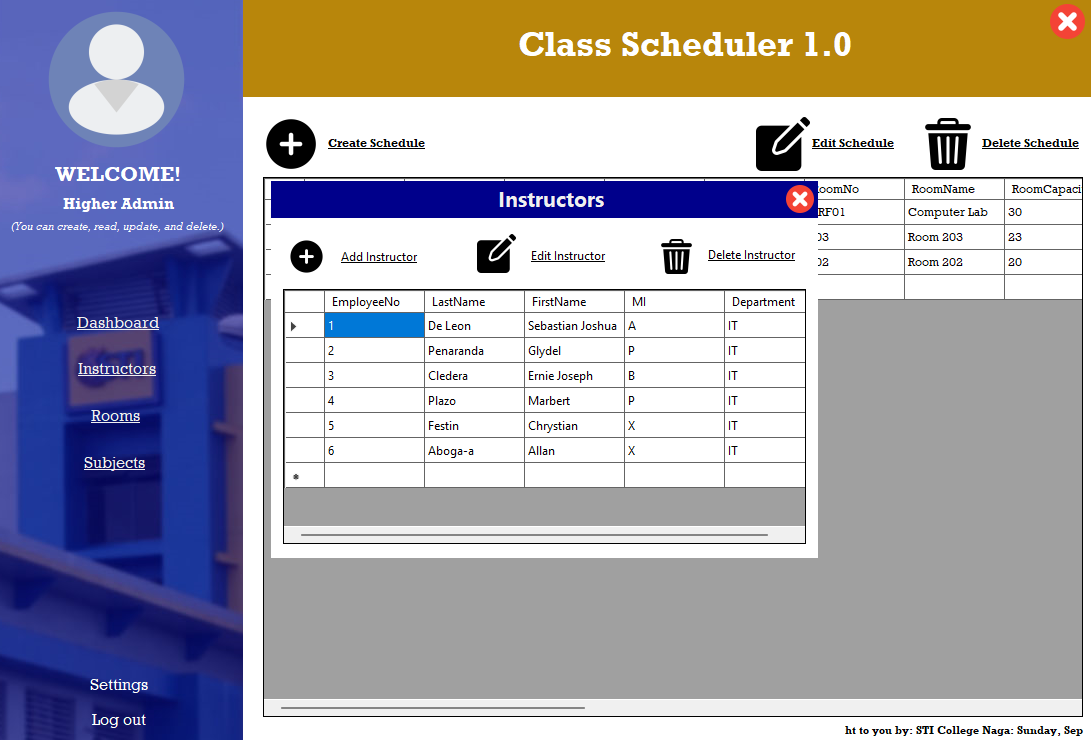 Class Scheduler 1.0
WELCOME!
Higher Admin
(You can create, read, update, and delete.)
Dashboard
Instructors
Rooms
Subjects
Settings
Log out
Create Schedule
Edit Schedule
Delete Schedule
RoomName RoomCapaci
RF01 Computer Lab 30
03 Room 203 23
02 Room 202 20
Instructors
Add Instructor
Edit Instructor
Delete Instructor
EmployeeNo LastName FirstName MI Department
1 De Leon Sebastian Joshua A IT
2 Penaranda Glydel P IT
3 Cledera Ernie Joseph B IT
4 Plazo Marbert P IT
5 Festin Chrystian X IT
6 Aboga-a Allan X IT
ht to you by: STI College Naga: Sunday, Sep